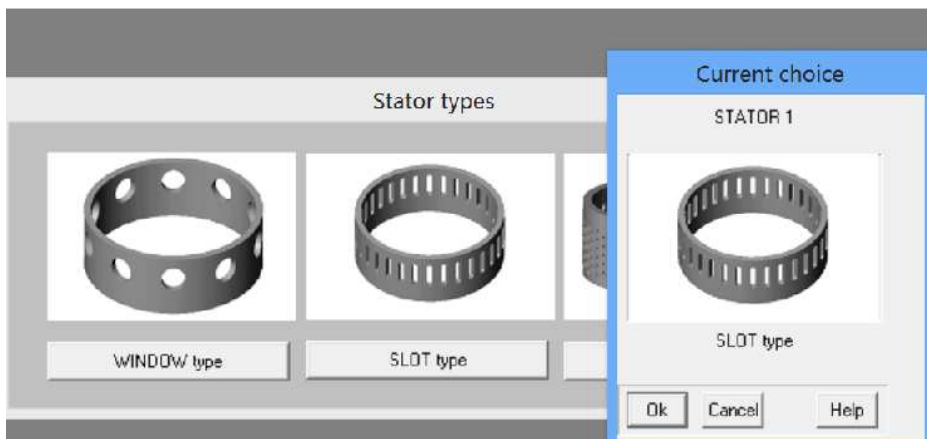 Stator types
WINDOW type
SLOT type
Current choice
STATOR 1
SLOT type
Ok
Cancel
Help